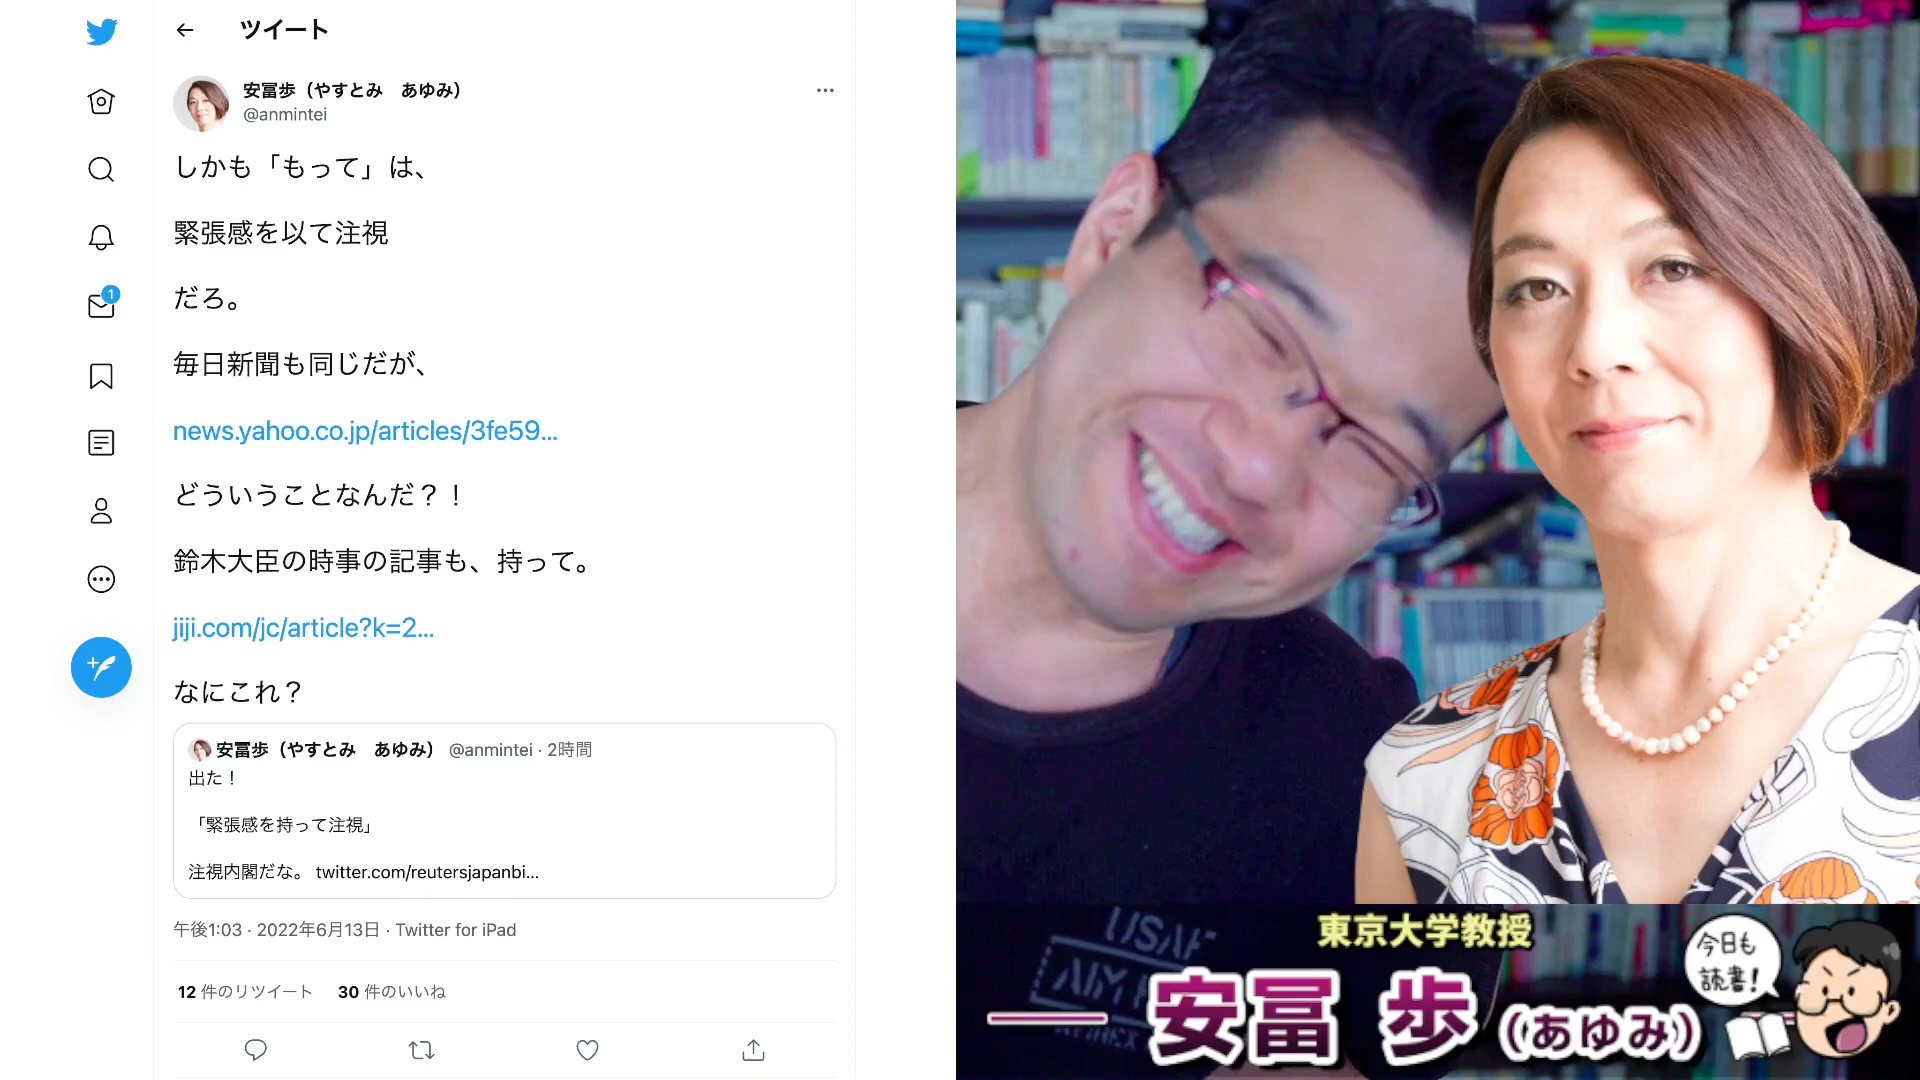 ツイート
安冨歩（やすとみ　あゆみ）
@anmintei
しかも「もって」は、
緊張感を以て注視
だろ。
毎日新聞も同じだが、
news.yahoo.co.jp/articles/3fe59...
どういうことなんだ？！
鈴木大臣の時事の記事も、持って。
jiji.com/jc/article?k=2...
なにこれ？
安冨歩（やすとみ　あゆみ） @anmintei · 2時間
出た！
「緊張感を持って注視」
注視内閣だな。 twitter.com/reutersjapanbi...
午後1:03 · 2022年6月13日 · Twitter for iPad
12 件のリツイート 30 件のいいね
1
東京大学教授
安冨 歩 (あゆみ)
今日も
読書!